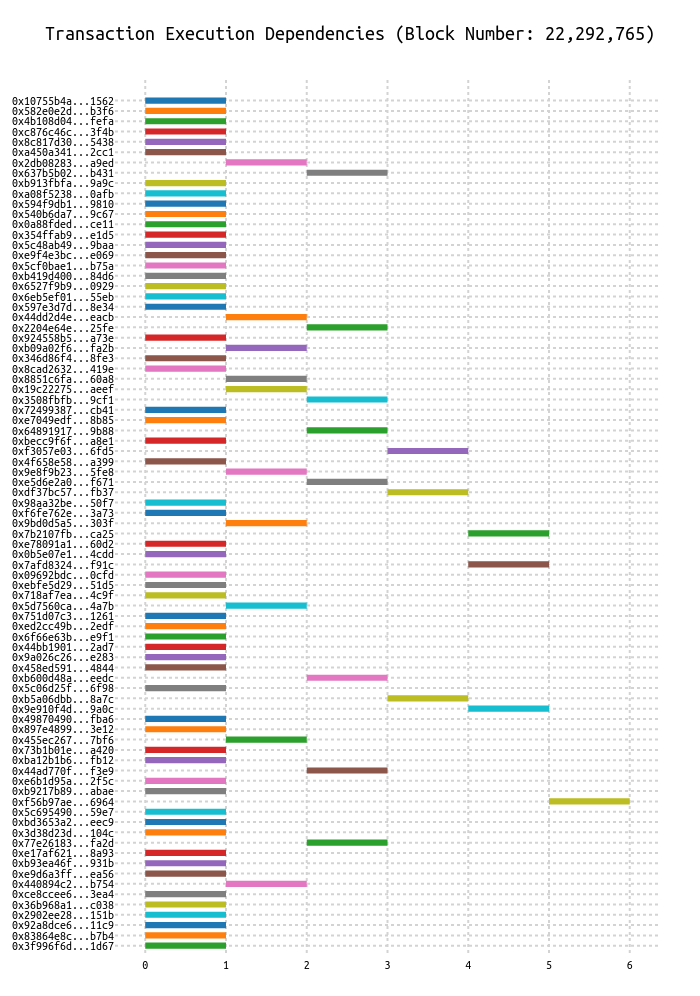 Transaction Execution Dependencies (Block Number: 22,292,765)
0x10755b4a...1562
0x582e0e2d...b3f6
0x4b108d04...fefa
0xc876c46c...3f4b
0x8c817d30...5438
0xa450a341...2cc1
0x2db08283...a9ed
0x637b5b02...b431
0xb913fbfa...9a9c
0xa08f5238...0afb
0x594f9db1...9810
0x540b6da7...9c67
0x0a88fded...ce11
0x354ffab9...e1d5
0x5c48ab49...9baa
0xe9f4e3bc...e069
0x5cf0bae1...b75a
0xb419d400...84d6
0x6527f9b9...0929
0x6eb5ef01...55eb
0x597e3d7d...8e34
0x44dd2d4e...eacb
0x2204e64e...25fe
0x924558b5...a73e
0xb09a02f6...fa2b
0x346d86f4...8fe3
0x8cad2632...419e
0x8851c6fa...60a8
0x19c22275...aeef
0x3508fbfb...9cf1
0x72499387...cb41
0xe7049edf...8b85
0x64891917...9b88
0xbecc9f6f...a8e1
0xf3057e03...6fd5
0x4f658e58...a399
0x9e8f9b23...5fe8
0xe5d6e2a0...f671
0xdf37bc57...fb37
0x98aa32be...50f7
0xf6fe762e...3a73
0x9bd0d5a5...303f
0x7b2107fb...ca25
0xe78091a1...60d2
0x0b5e07e1...4cdd
0x7afd8324...f91c
0x09692bdc...0cfd
0xebfe5d29...51d5
0x718af7ea...4c9f
0x5d7560ca...4a7b
0x751d07c3...1261
0xed2cc49b...2edf
0x6f66e63b...e9f1
0x44bb1901...2ad7
0x9a026c26...e283
0x458ed591...4844
0xb600d48a...eedc
0x5c06d25f...6f98
0xb5a06dbb...8a7c
0x9e910f4d...9a0c
0x49870490...fba6
0x897e4899...3e12
0x455ec267...7bf6
0x73b1b01e...a420
0xba12b1b6...fb12
0x44ad770f...f3e9
0xe6b1d95a...2f5c
0xb9217b89...abae
0xf56b97ae...6964
0x5c695490...59e7
0xbd3653a2...eec9
0x3d38d23d...104c
0x77e26183...fa2d
0xe17af621...8a93
0xb93ea46f...931b
0xe9d6a3ff...ea56
0x440894c2...b754
0xce8ccee6...3ea4
0x36b968a1...c038
0x2902ee28...151b
0x92a8dce6...11c9
0x83864e8c...b7b4
0x3f996f6d...1d67
0 1 2 3 4 5 6